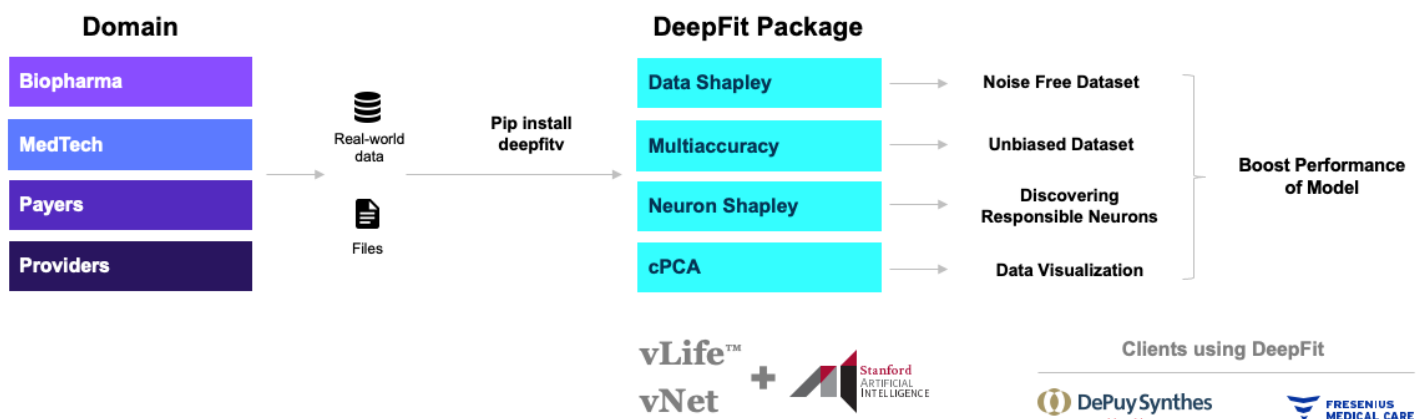 Domain
DeepFit Package
Biopharma
MedTech
Payers
Providers
Real-world
data
Files
Pip install
deepfitv
Data Shapley
Multiaccuracy
Neuron Shapley
cPCA
Noise Free Dataset
Unbiased Dataset
Discovering
Responsible Neurons
Data Visualization
Boost Performance
of Model
vLife™
vNet
+
Stanford
ARTIFICIAL
INTELLIGENCE
Clients using DeepFit
DePuy Synthes
FRESENIUS
MEDICAL CARE